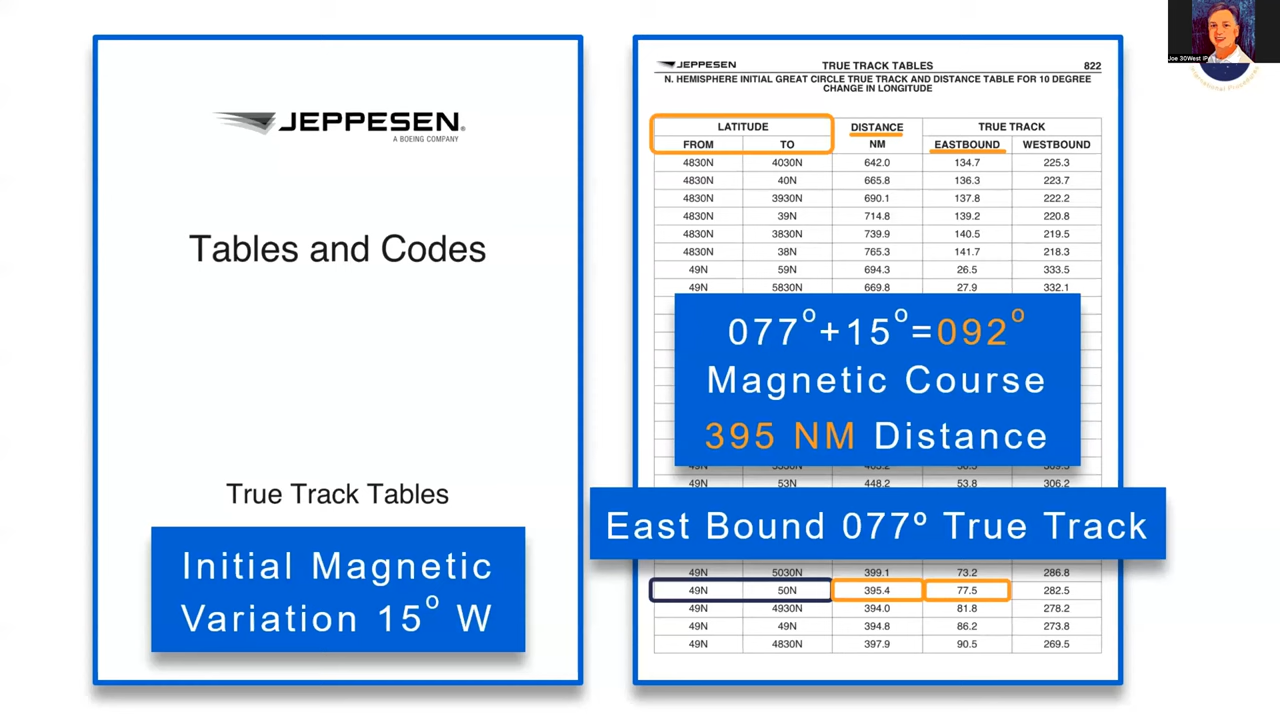 JEPPESEN®
A BOEING COMPANY
Tables and Codes
True Track Tables
Initial Magnetic
Variation 15° W
JEPPESEN TRUE TRACK TABLES 822
N. HEMISPHERE INITIAL GREAT CIRCLE TRUE TRACK AND DISTANCE TABLE FOR 10 DEGREE
CHANGE IN LONGITUDE
LATITUDE DISTANCE TRUE TRACK
FROM TO NM EASTBOUND WESTBOUND
4830N 4030N 642.0 134.7 225.3
4830N 40N 665.8 136.3 223.7
4830N 3930N 690.1 137.8 222.2
4830N 39N 714.8 139.2 220.8
4830N 3830N 739.9 140.5 219.5
4830N 38N 765.3 141.7 218.3
49N 59N 694.3 26.5 333.5
49N 5830N 669.8 27.9 332.1
077°+15°=092°
Magnetic Course
395 NM Distance
49N 53N 448.2 53.8 306.2
East Bound 077º True Track
49N 5030N 399.1 73.2 286.8
49N 50N 395.4 77.5 282.5
49N 4930N 394.0 81.8 278.2
49N 49N 394.8 86.2 273.8
49N 4830N 397.9 90.5 269.5
Joe 30West IP
International Procedures